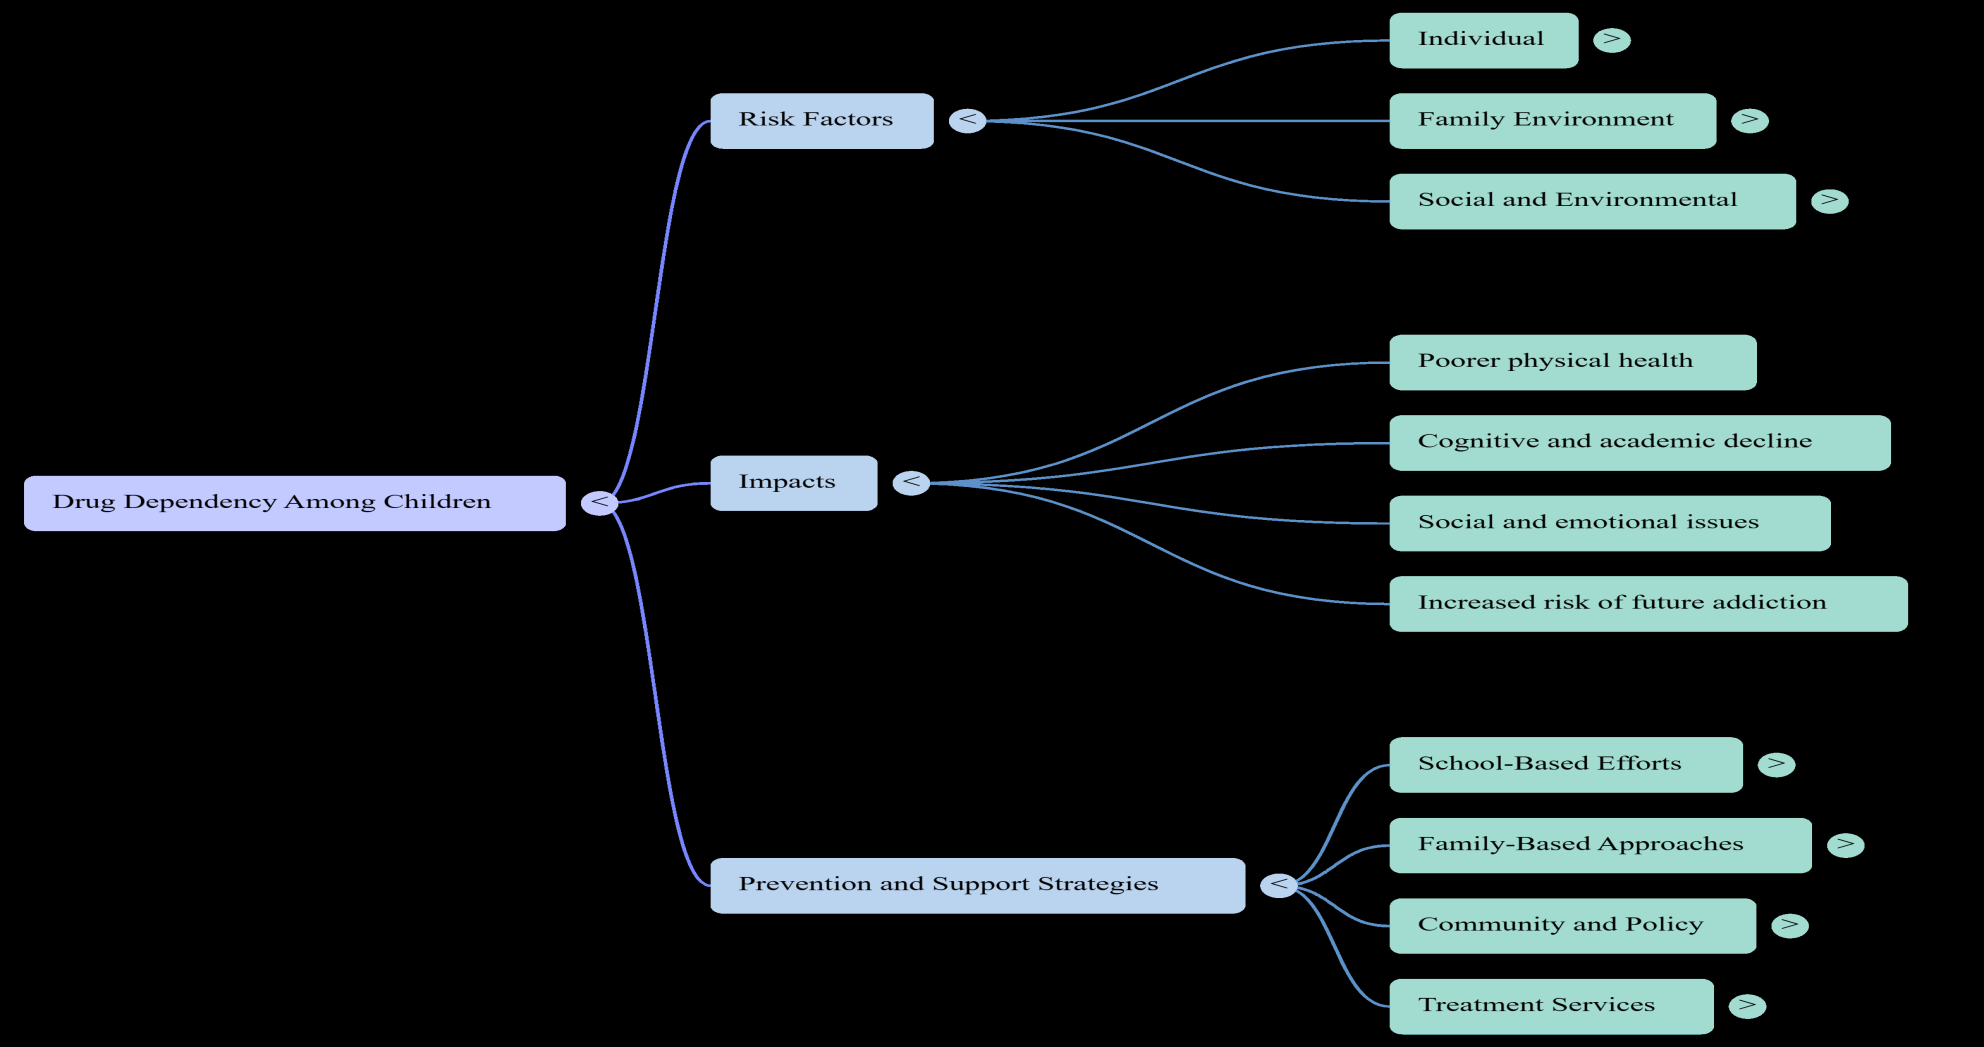 Drug Dependency Among Children
<
Risk Factors
<
Individual
>
Family Environment
>
Social and Environmental
>
Impacts
<
Poorer physical health
Cognitive and academic decline
Social and emotional issues
Increased risk of future addiction
Prevention and Support Strategies
<
School-Based Efforts
>
Family-Based Approaches
>
Community and Policy
>
Treatment Services
>